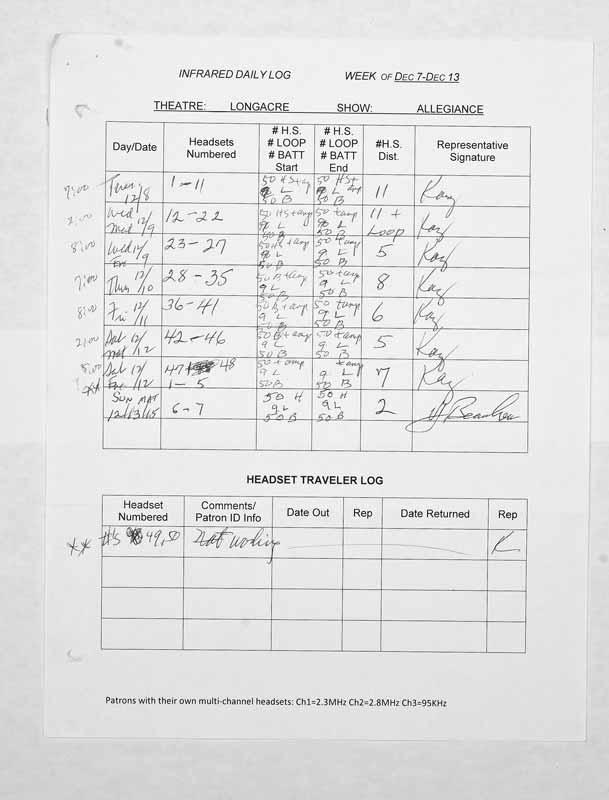 INFRARED DAILY LOG WEEK OF DEC 7-DEC 13
THEATRE: LONGACRE SHOW: ALLEGIANCE
Day/Date Headsets Numbered # H.S. # LOOP # BATT Start # H.S. # LOOP # BATT End #H.S. Dist. Representative Signature
7:00 Tues 12/8 1-11 50 HS+ 9 L 50 B 50 HS+ 9 L 50 B 11 Kay
2:00 Wed 12/9 Mat 12-22 50 HS+amp 9 L 50 B 50 +amp 9 L 50 B 11 + Loop Kay
8:00 Wed 12/9 23-27 50 HS+amp 9 L 50 B 50 +amp 9 L 50 B 5 Kay
7:00 Thurs 12/10 28-35 50 B+amp 9 L 50 B 50 +amp 9 L 50 B 8 Kay
8:00 Fri 12/11 36-41 50 B+amp 9 L 50 B 50 +amp 9 L 50 B 6 Kay
2:00 Sat 12/12 mat 42-46 50 B+amp 9 L 50 B 50 +amp 9 L 50 B 5 Kay
8:00 Sat 12/12 47 48 1-5 50 +amp 9 L 50 B 50 +amp 9 L 50 B 7 Kay
SUN MAT 12/13/15 6-7 50 H 9 L 50 B 50 H 9 L 50 B 2
HEADSET TRAVELER LOG
Headset Numbered Comments/ Patron ID Info Date Out Rep Date Returned Rep
** #'s 49, 50 Not working K
Patrons with their own multi-channel headsets: Ch1=2.3MHz Ch2=2.8MHz Ch3=95KHz